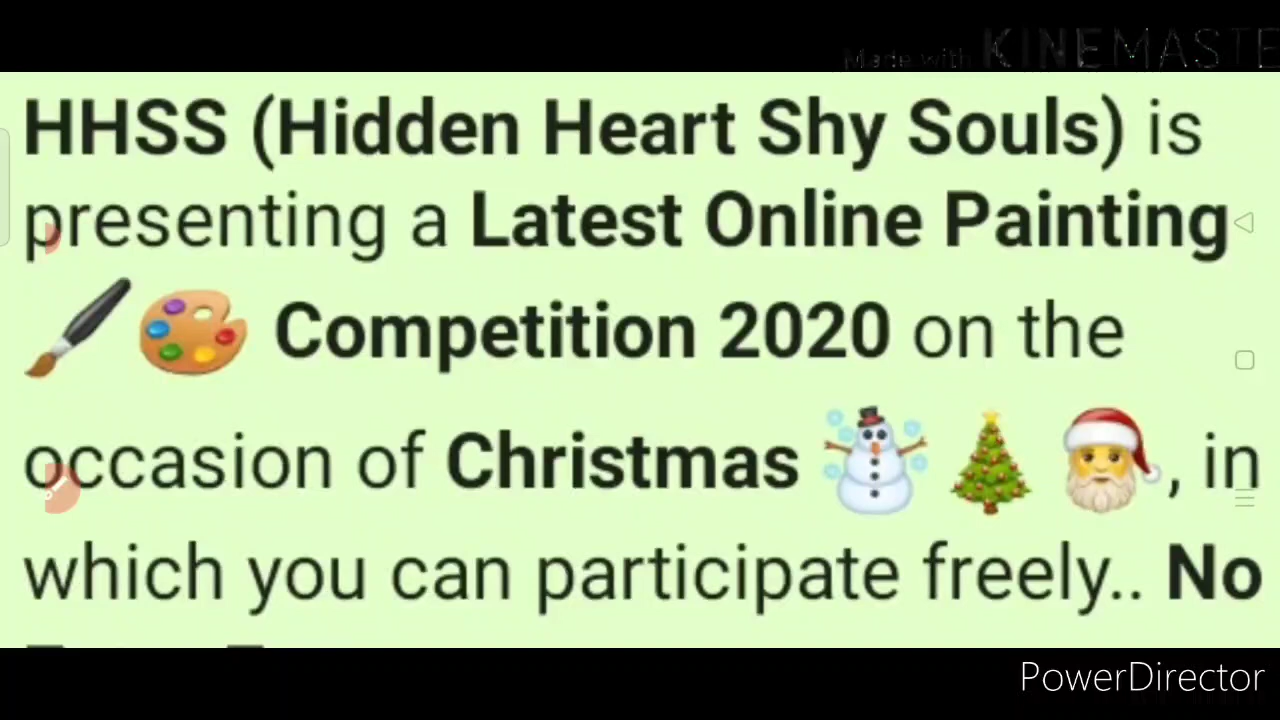 Made with KINEMASTE
HHSS (Hidden Heart Shy Souls) is
presenting a Latest Online Painting
🖌️🎨 Competition 2020 on the
occasion of Christmas ☃️🎄🎅, in
which you can participate freely.. No
PowerDirector